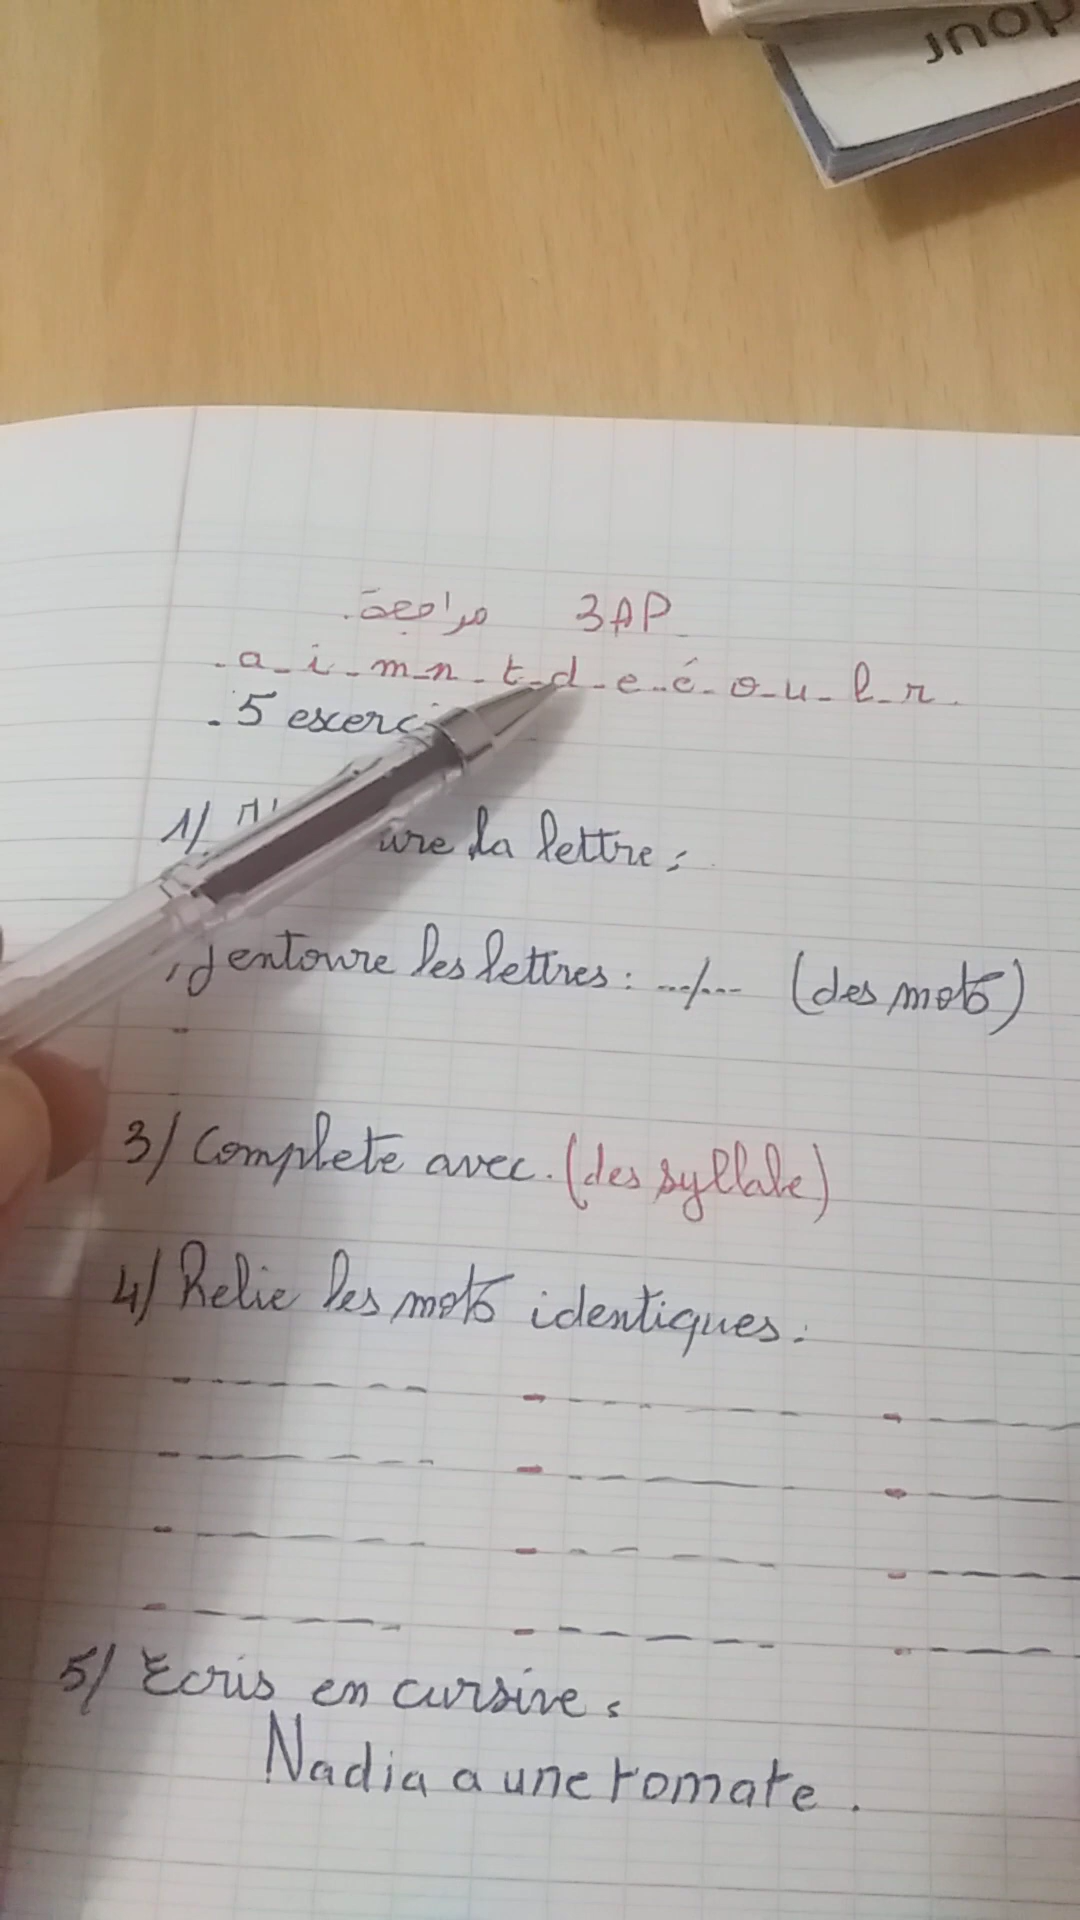 dour
مراجعة. 3AP
. a - i - m - n - t - d - e - é - o - u - l - r .
. 5 exerc
1/ la lettre :
J'entoure les lettres : .../... (des mots)
3/ Complete avec. (des syllabe)
4/ Relie les mots identiques :
5/ Ecris en cursive :
Nadia a une tomate .